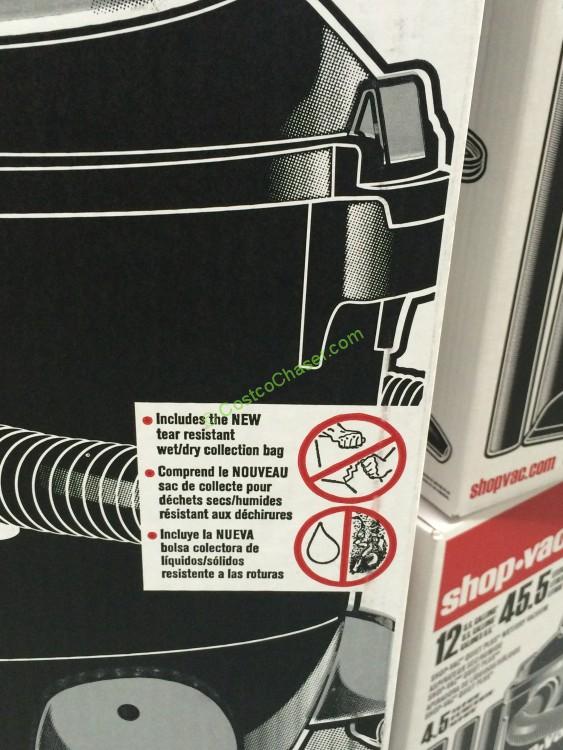 © CostcoChaser.com
• Includes the NEW
tear resistant
wet/dry collection bag
• Comprend le NOUVEAU
sac de collecte pour
déchets secs/humides
résistant aux déchirures
• Incluye la NUEVA
bolsa colectora de
líquidos/sólidos
resistente a las roturas
shopvac.com
shop•vac
12 U.S. GALLONS 45.5
4.5